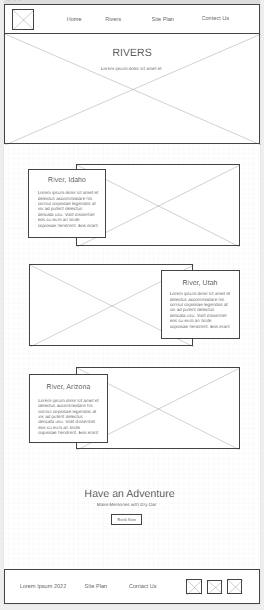 Home Rivers Site Plan Contact Us
RIVERS
Lorem ipsum dolor sit amet et
River, Idaho
Lorem ipsum dolor sit amet et
delectus accommodare his
consul copiosae legendos at
vix ad putent delectus
delicata usu. Vidit dissentiet
eos cu eum an brute
copiosae hendrerit. Eos erant
River, Utah
Lorem ipsum dolor sit amet et
delectus accommodare his
consul copiosae legendos at
vix ad putent delectus
delicata usu. Vidit dissentiet
eos cu eum an brute
copiosae hendrerit. Eos erant
River, Arizona
Lorem ipsum dolor sit amet et
delectus accommodare his
consul copiosae legendos at
vix ad putent delectus
delicata usu. Vidit dissentiet
eos cu eum an brute
copiosae hendrerit. Eos erant
Have an Adventure
Make Memories with Dry Oar
Book Now
Lorem Ipsum 2022 Site Plan Contact Us